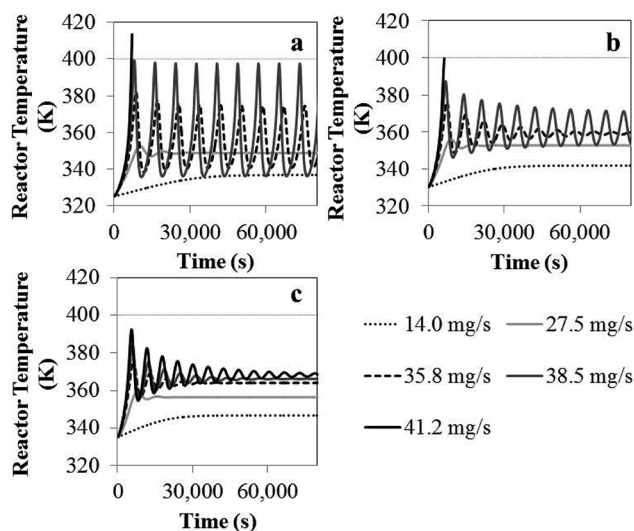 a
Reactor Temperature
(K)
420
400
380
360
340
320
0
30,000
60,000
Time (s)
b
Reactor Temperature
(K)
420
400
380
360
340
320
0
30,000
60,000
Time (s)
c
Reactor Temperature
(K)
420
400
380
360
340
320
0
30,000
60,000
Time (s)
14.0 mg/s
27.5 mg/s
35.8 mg/s
38.5 mg/s
41.2 mg/s